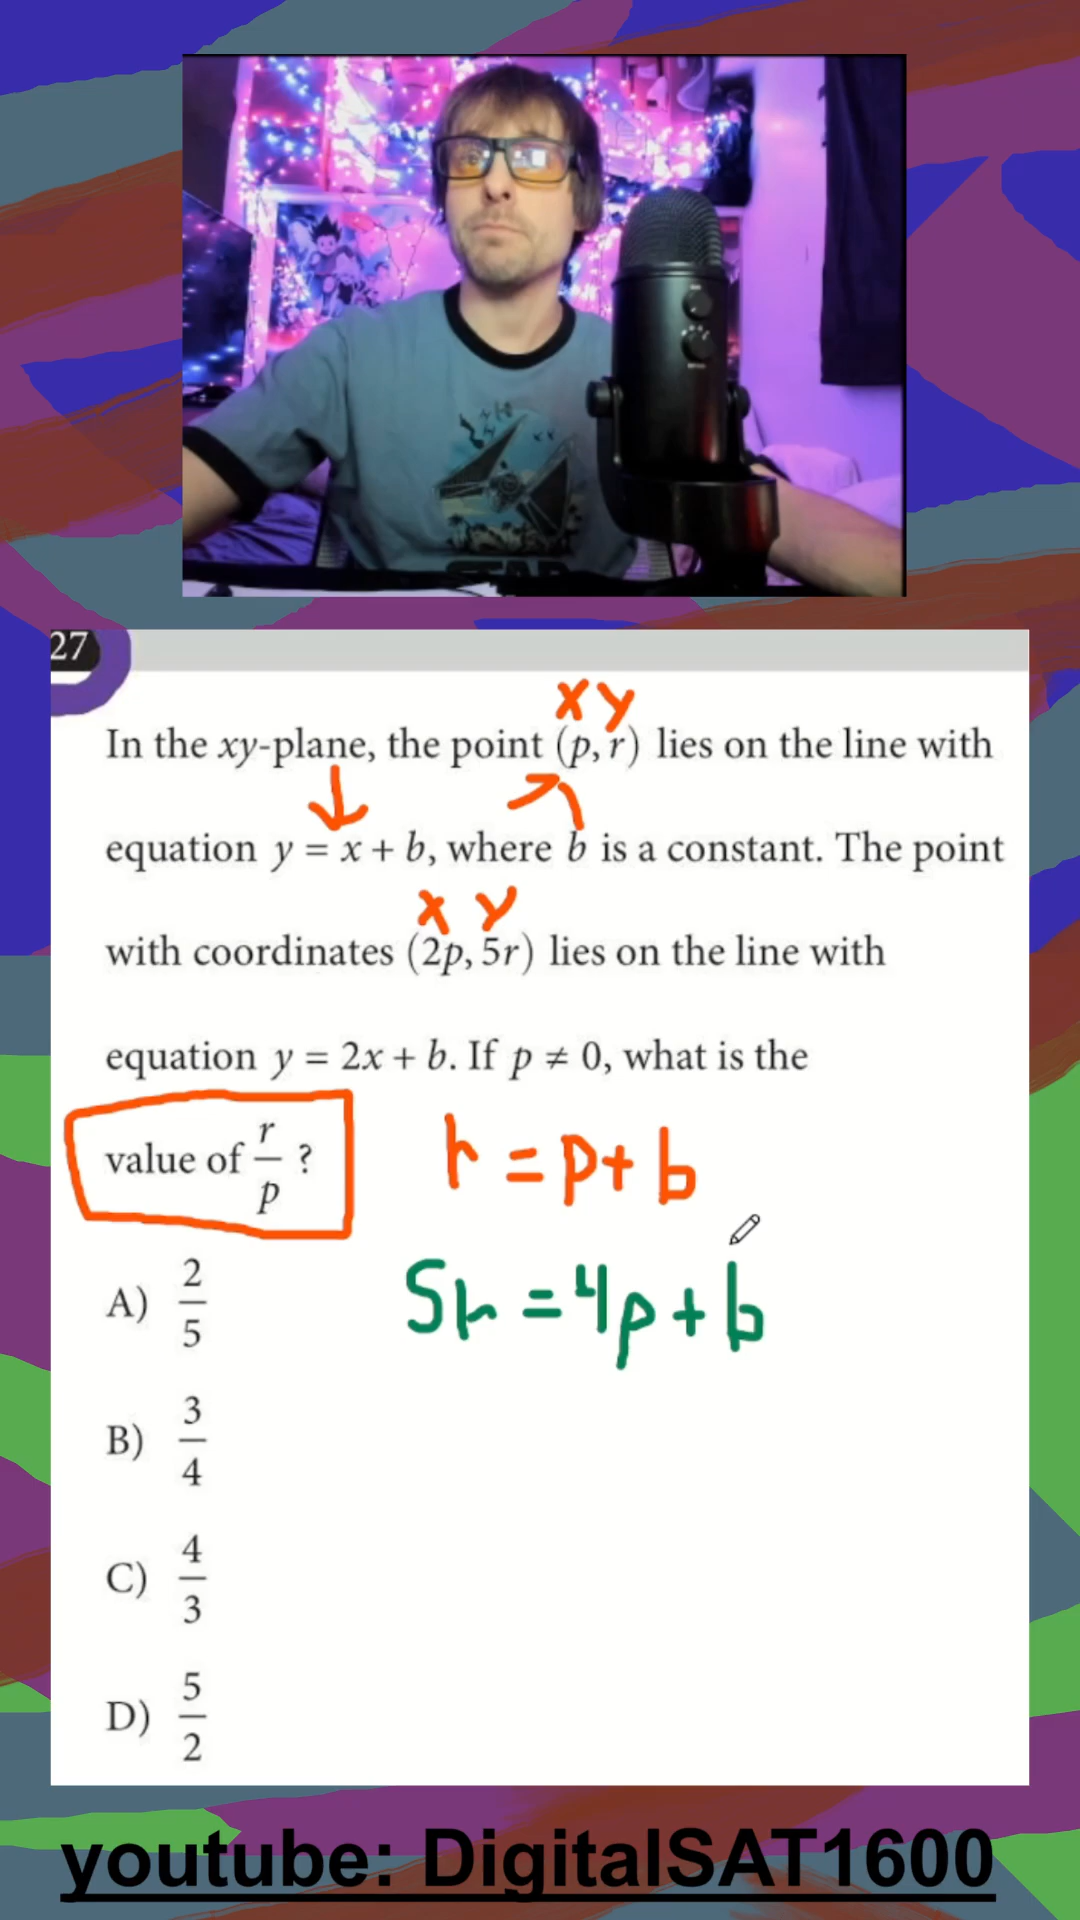 STAR
27
X Y
In the xy-plane, the point (p, r) lies on the line with
equation y = x + b, where b is a constant. The point
X Y
with coordinates (2p, 5r) lies on the line with
equation y = 2x + b. If p ≠ 0, what is the
value of r/p ?
r = p + b
5r = 4p + b
A) 2/5
B) 3/4
C) 4/3
D) 5/2
youtube: DigitalSAT1600